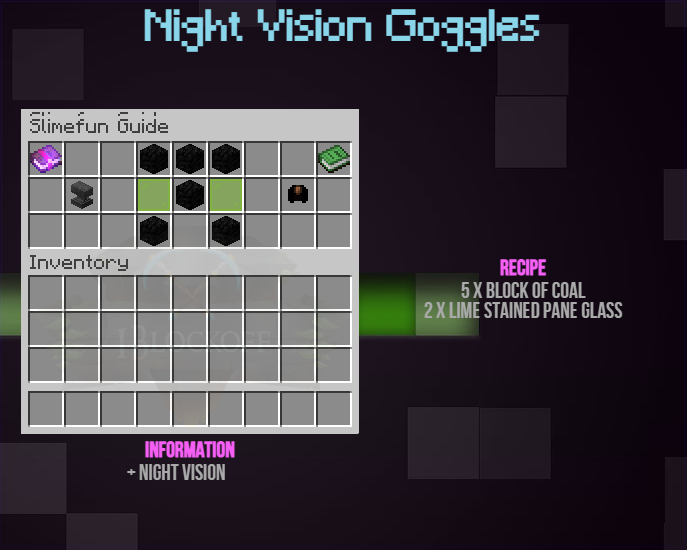 Night Vision Goggles
Slimefun Guide
Inventory
IBLOCKOFF
RECIPE
5 X BLOCK OF COAL
2 X LIME STAINED PANE GLASS
INFORMATION
+ NIGHT VISION